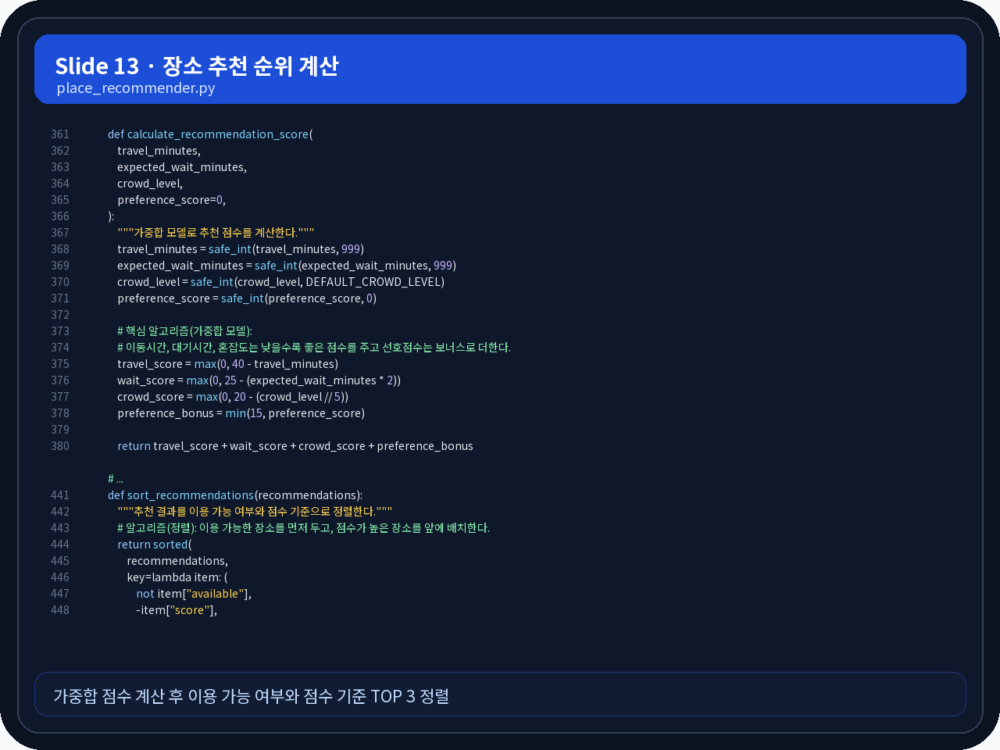 Slide 13 · 장소 추천 순위 계산
place_recommender.py
361 def calculate_recommendation_score(
362 travel_minutes,
363 expected_wait_minutes,
364 crowd_level,
365 preference_score=0,
366 ):
367 """가중합 모델로 추천 점수를 계산한다."""
368 travel_minutes = safe_int(travel_minutes, 999)
369 expected_wait_minutes = safe_int(expected_wait_minutes, 999)
370 crowd_level = safe_int(crowd_level, DEFAULT_CROWD_LEVEL)
371 preference_score = safe_int(preference_score, 0)
372
373 # 핵심 알고리즘(가중합 모델):
374 # 이동시간, 대기시간, 혼잡도는 낮을수록 좋은 점수를 주고 선호점수는 보너스로 더한다.
375 travel_score = max(0, 40 - travel_minutes)
376 wait_score = max(0, 25 - (expected_wait_minutes * 2))
377 crowd_score = max(0, 20 - (crowd_level // 5))
378 preference_bonus = min(15, preference_score)
379
380 return travel_score + wait_score + crowd_score + preference_bonus
# ...
441 def sort_recommendations(recommendations):
442 """추천 결과를 이용 가능 여부와 점수 기준으로 정렬한다."""
443 # 알고리즘(정렬): 이용 가능한 장소를 먼저 두고, 점수가 높은 장소를 앞에 배치한다.
444 return sorted(
445 recommendations,
446 key=lambda item: (
447 not item["available"],
448 -item["score"],
가중합 점수 계산 후 이용 가능 여부와 점수 기준 TOP 3 정렬